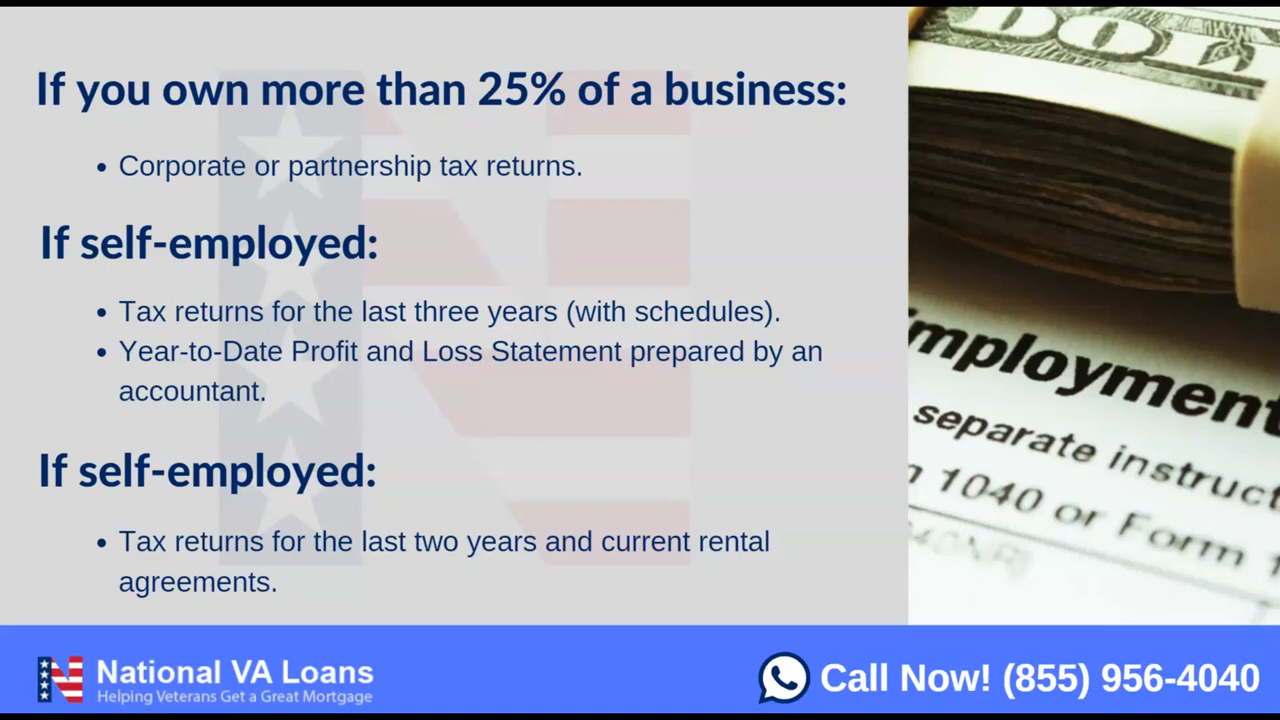 If you own more than 25% of a business:
• Corporate or partnership tax returns.
If self-employed:
• Tax returns for the last three years (with schedules).
• Year-to-Date Profit and Loss Statement prepared by an
accountant.
If self-employed:
• Tax returns for the last two years and current rental
agreements.
mployment
separate instruct
1040 or Form 1
National VA Loans
Helping Veterans Get a Great Mortgage
Call Now! (855) 956-4040